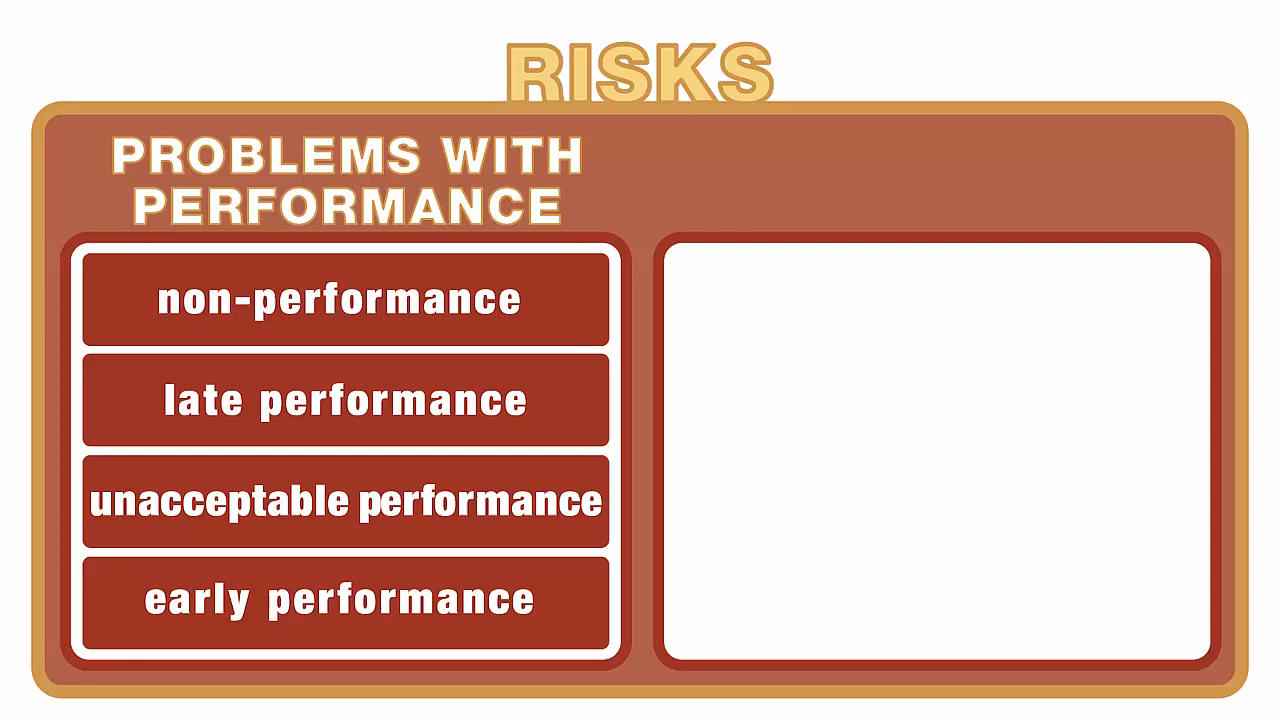 RISKS
PROBLEMS WITH
PERFORMANCE
non-performance
late performance
unacceptable performance
early performance